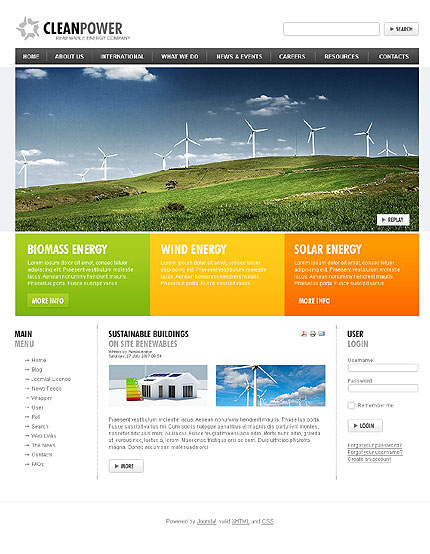 CLEANPOWER
RENEWABLE ENERGY COMPANY
SEARCH
HOME ABOUT US INTERNATIONAL WHAT WE DO NEWS & EVENTS CAREERS RESOURCES CONTACTS
REPLAY
BIOMASS ENERGY
Lorem ipsum dolor sit amet, consec tetuer
adipiscing elit. Praesent vestibulum molestie
lacus. Aenean nonummy hendrerit mauris.
Phasellus porta. Fusce suscipit varius
MORE INFO
WIND ENERGY
Lorem ipsum dolor sit amet, consec tetuer
adipiscing elit. Praesent vestibulum molestie
lacus. Aenean nonummy hendrerit mauris.
Phasellus porta. Fusce suscipit varius mi.
SOLAR ENERGY
Lorem ipsum dolor sit amet, consec tetuer
adipiscing elit. Praesent vestibulum molestie
lacus. Aenean nonummy hendrerit mauris.
Phasellus porta. Fusce suscipit varius
MORE INFO
MAIN
MENU
Home
Blog
Joomla! License
News Feeds
Wrapper
User
Poll
Search
Web Links
The News
Contacts
FAQs
SUSTAINABLE BUILDINGS
ON SITE RENEWABLES
Written by Administrator
Saturday, 07 July 2007 09:54
Praesent vestibulum molestie lacus. Aenean nonummy hendrerit mauris. Phasellus porta.
Fusce suscipit varius mi. Cum sociis natoque penatibus et magnis dis parturient montes,
nascetur ridiculus mus. Nulla dui. Fusce feugiat malesuada odio. Morbi nunc odio, gravida
at, cursus nec, luctus a, lorem. Maecenas tristique orci ac sem. Duis ultricies pharetra
magna. Donec accumsan malesuada orci
MORE
USER
LOGIN
Username:
Password:
Remember me
LOGIN
Forgot your password?
Forgot your username?
Create an account
Powered by Joomla! valid XHTML and CSS.